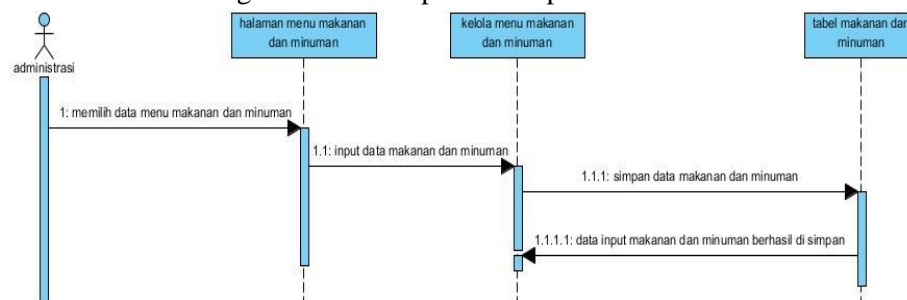 halaman menu makanan
dan minuman
kelola menu makanan
dan minuman
tabel makanan dan
minuman
administrasi
1: memilih data menu makanan dan minuman
1.1: input data makanan dan minuman
1.1.1: simpan data makanan dan minuman
1.1.1.1: data input makanan dan minuman berhasil di simpan